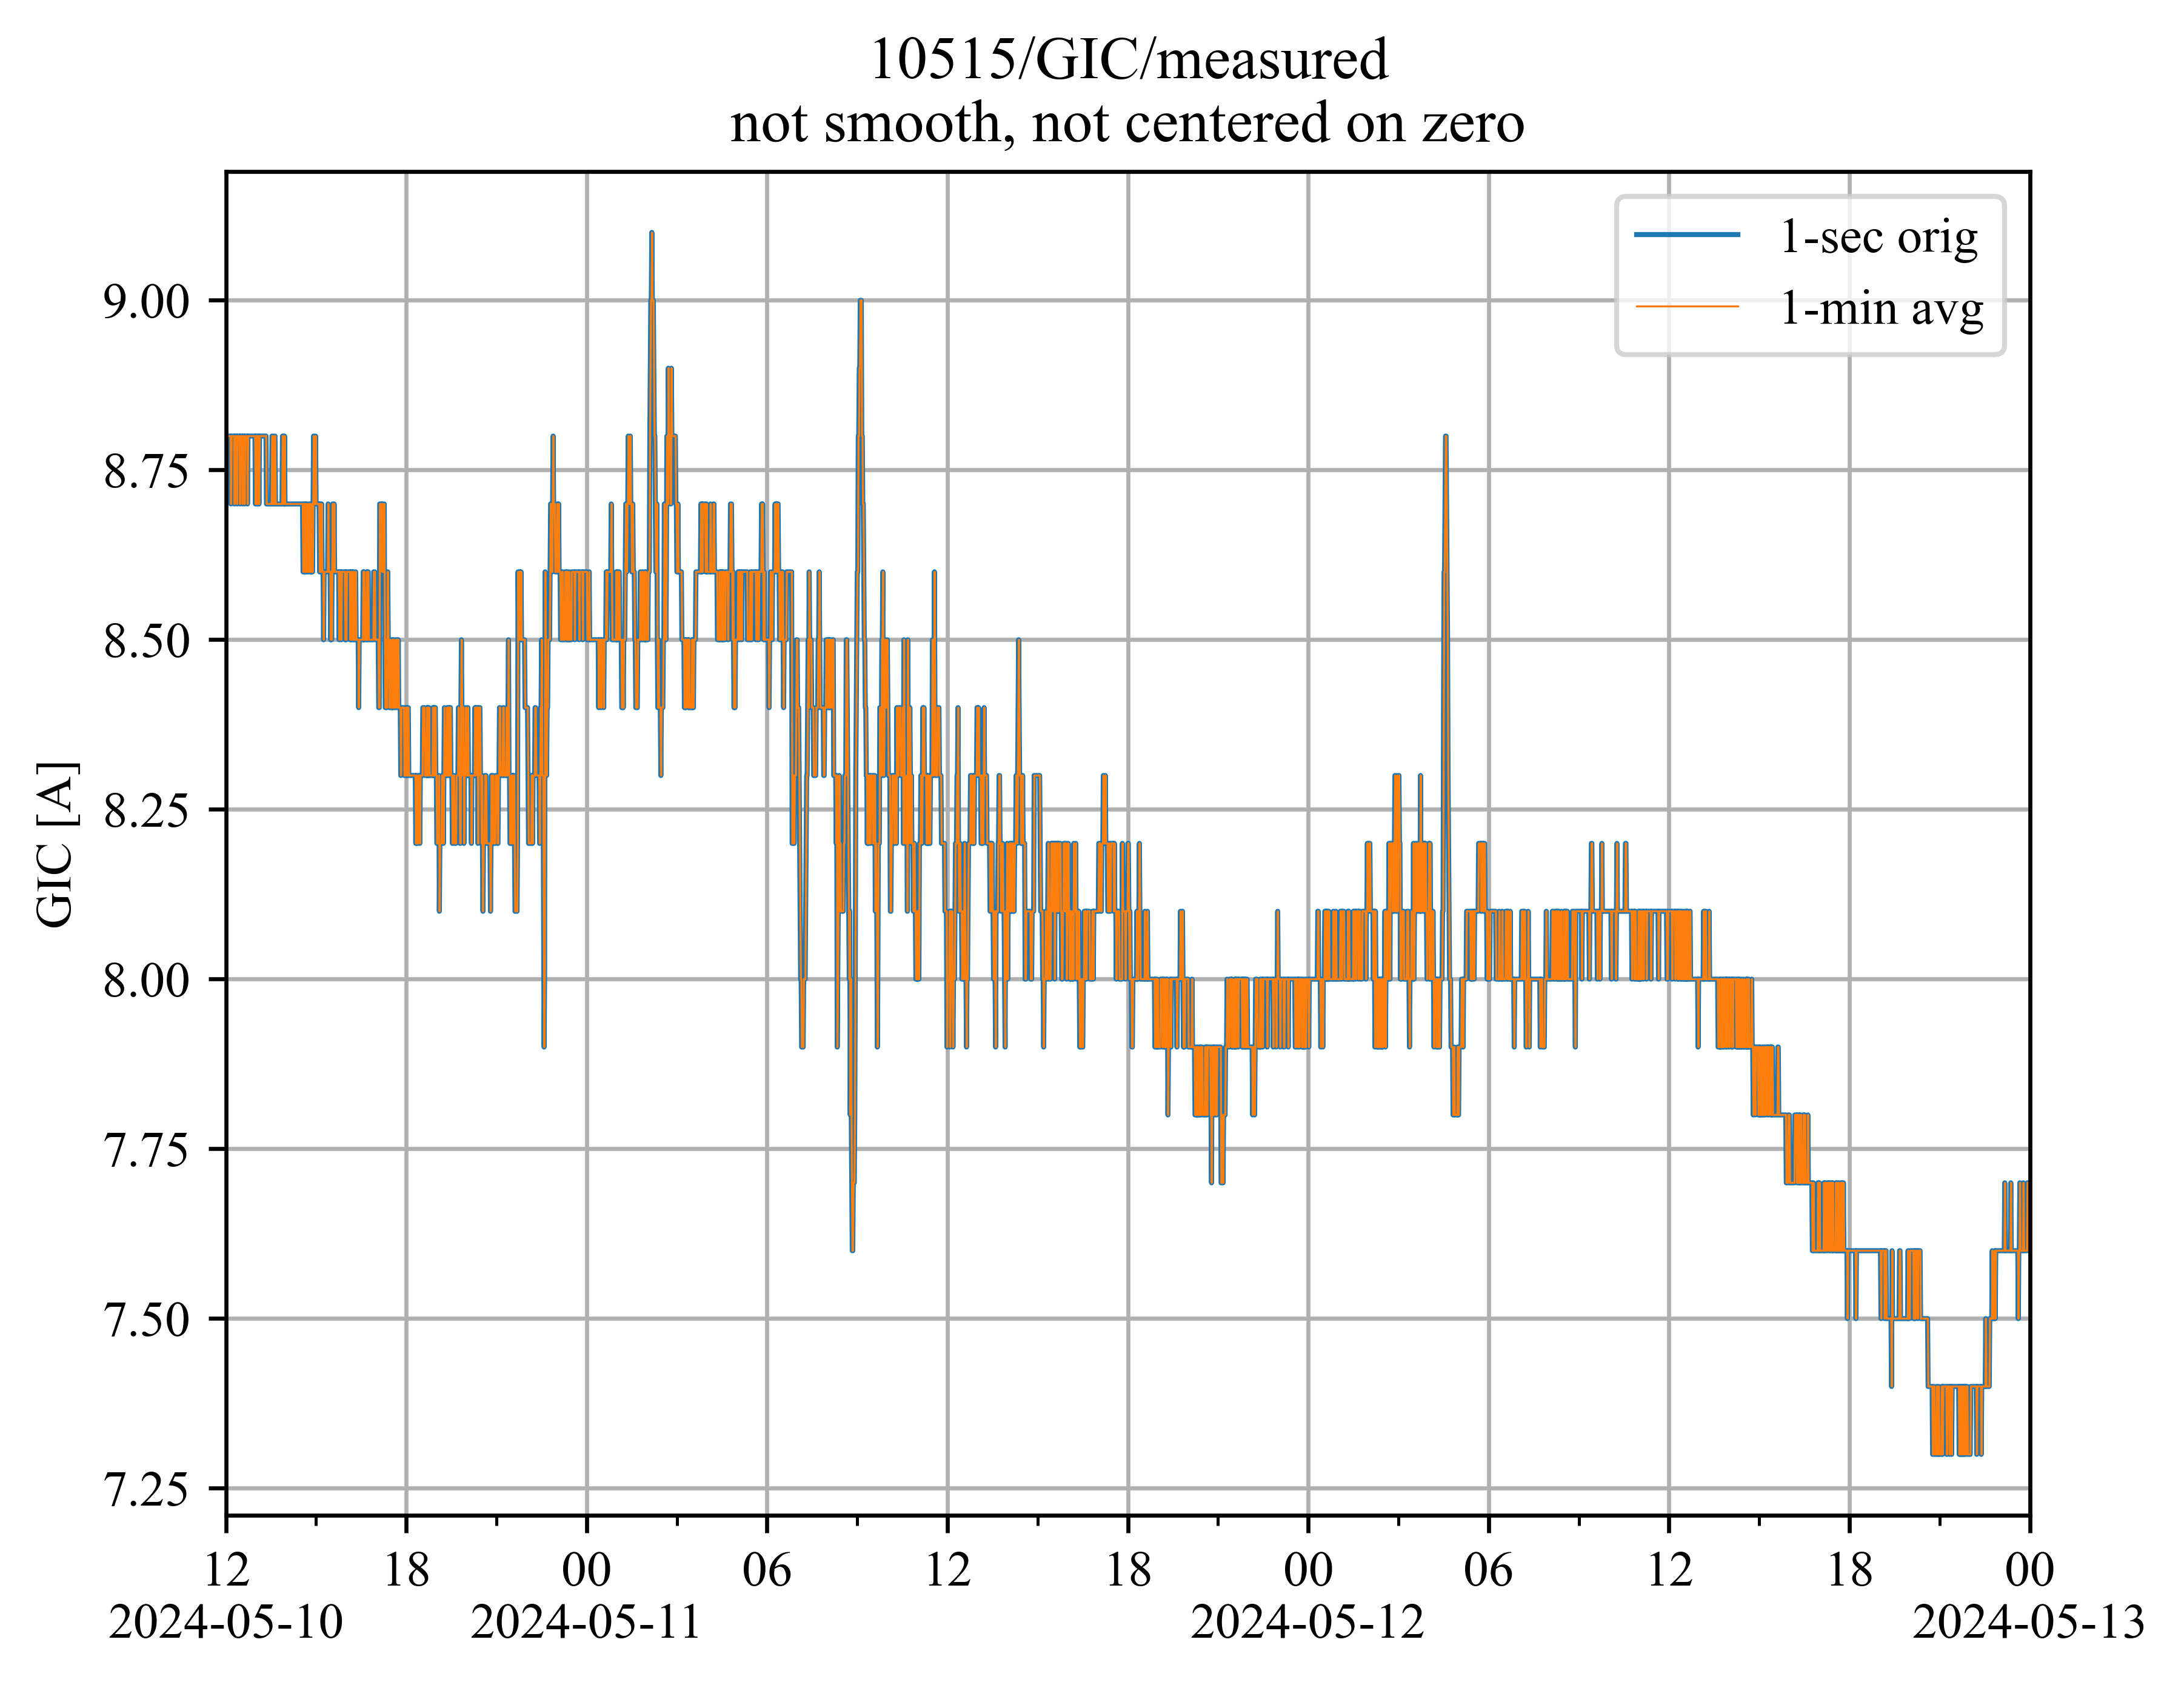 10515/GIC/measured
not smooth, not centered on zero
1-sec orig
1-min avg
GIC [A]
9.00
8.75
8.50
8.25
8.00
7.75
7.50
7.25
12 18 00 06 12 18 00 06 12 18 00
2024-05-10 2024-05-11 2024-05-12 2024-05-13